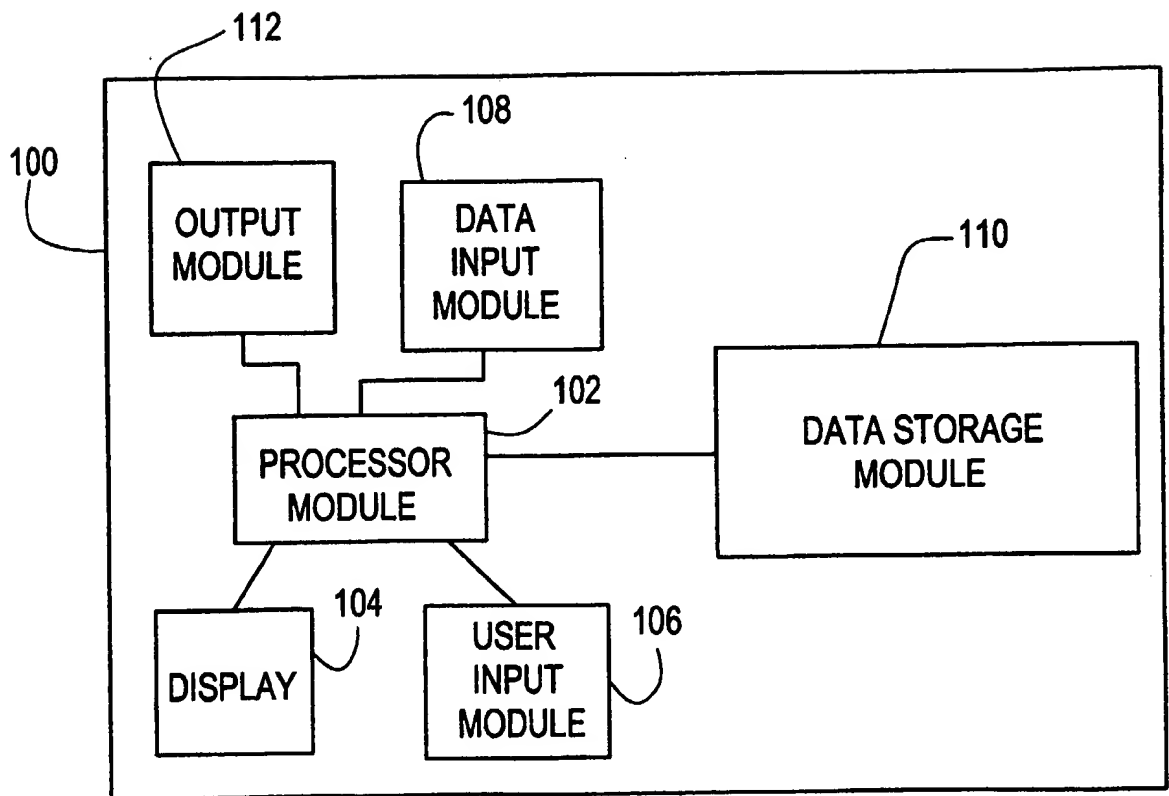 112
108
100
OUTPUT
MODULE
DATA
INPUT
MODULE
110
102
PROCESSOR
MODULE
DATA STORAGE
MODULE
104
DISPLAY
USER
INPUT
MODULE
106